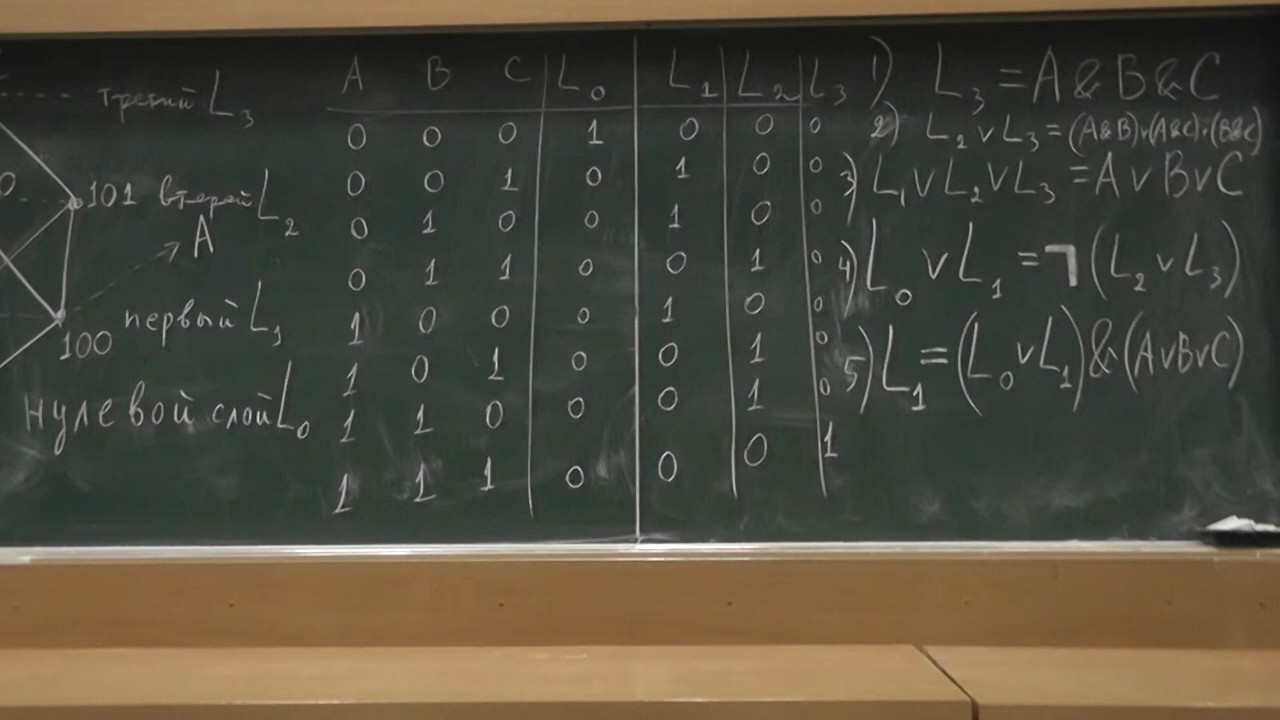 третий L₃
0
101 второй L₂
A
100 первый L₁
нулевой слой L₀
A B C L₀ L₁ L₂ L₃
0 0 0 1 0 0 0
0 0 1 0 1 0 0
0 1 0 0 1 0 0
0 1 1 0 0 1 0
1 0 0 0 1 0 0
1 0 1 0 0 1 0
1 1 0 0 0 1 0
1 1 1 0 0 0 1
1) L₃ = A & B & C
2) L₂ ∨ L₃ = (A&B)∨(A&C)∨(B&C)
3) L₁ ∨ L₂ ∨ L₃ = A ∨ B ∨ C
4) L₀ ∨ L₁ = ¬(L₂ ∨ L₃)
5) L₁ = (L₀ ∨ L₁) & (A ∨ B ∨ C)